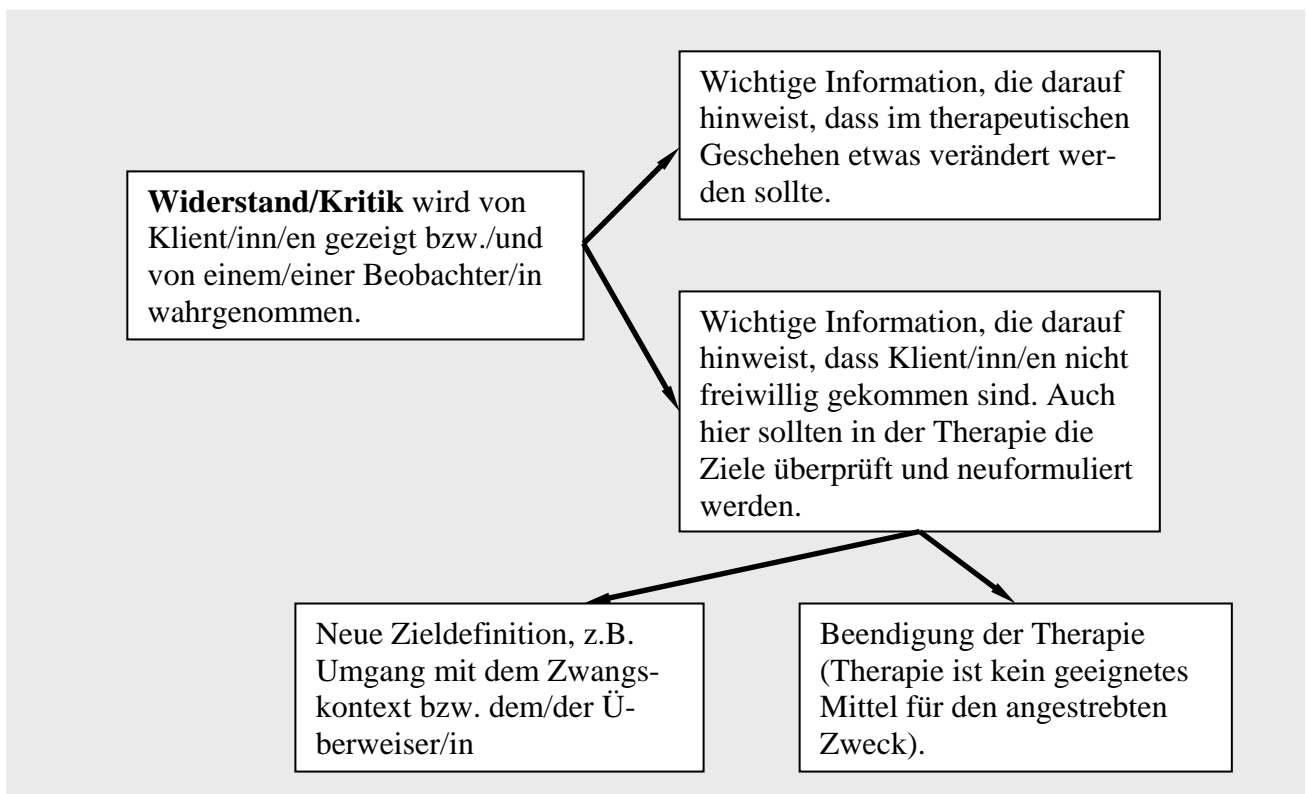 Wichtige Information, die darauf
hinweist, dass im therapeutischen
Geschehen etwas verändert wer-
den sollte.
Widerstand/Kritik wird von
Klient/inn/en gezeigt bzw./und
von einem/einer Beobachter/in
wahrgenommen.
Wichtige Information, die darauf
hinweist, dass Klient/inn/en nicht
freiwillig gekommen sind. Auch
hier sollten in der Therapie die
Ziele überprüft und neuformuliert
werden.
Neue Zieldefinition, z.B.
Umgang mit dem Zwangs-
kontext bzw. dem/der Ü-
berweiser/in
Beendigung der Therapie
(Therapie ist kein geeignetes
Mittel für den angestrebten
Zweck).